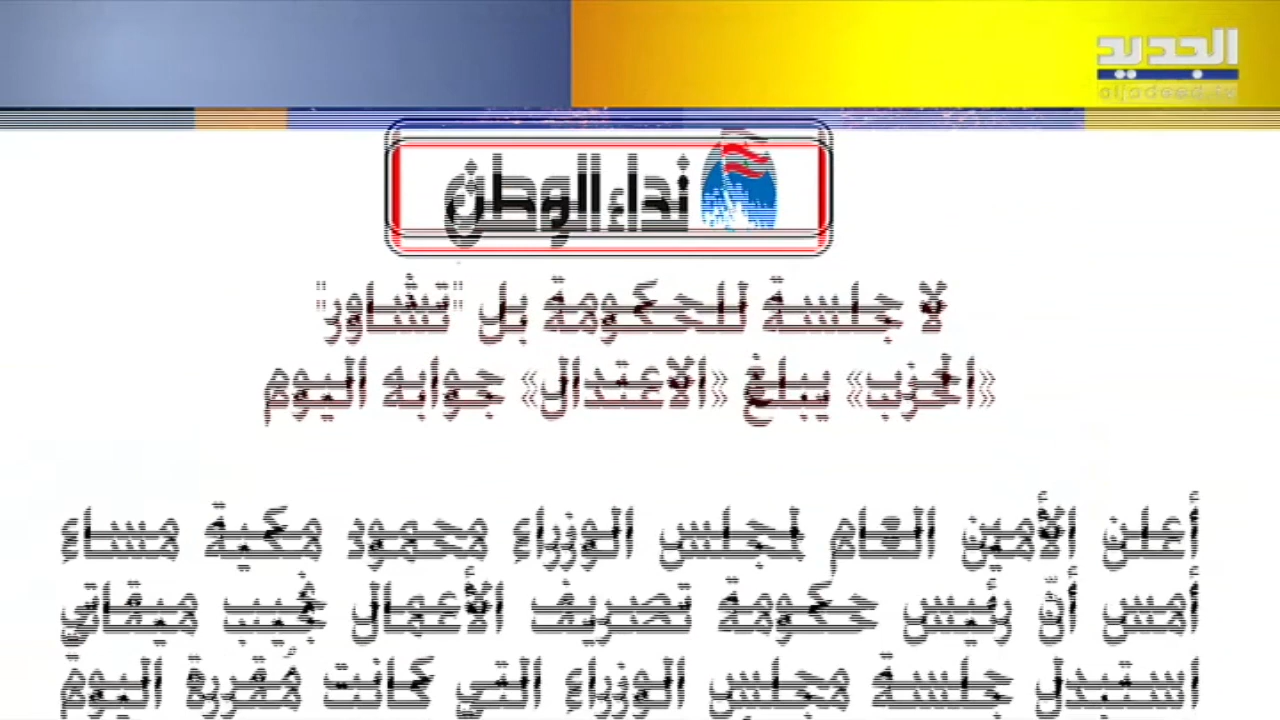 الجديد
aljadeed.tv
نداء الوطن
لا جلسة للحكومة بل "تشاور"
«الحزب» يبلغ «الاعتدال» جوابه اليوم
أعلن الأمين العام لمجلس الوزراء محمود مكية مساء
أمس أنّ رئيس حكومة تصريف الأعمال نجيب ميقاتي
استبدل جلسة مجلس الوزراء التي كانت مُقررة اليوم